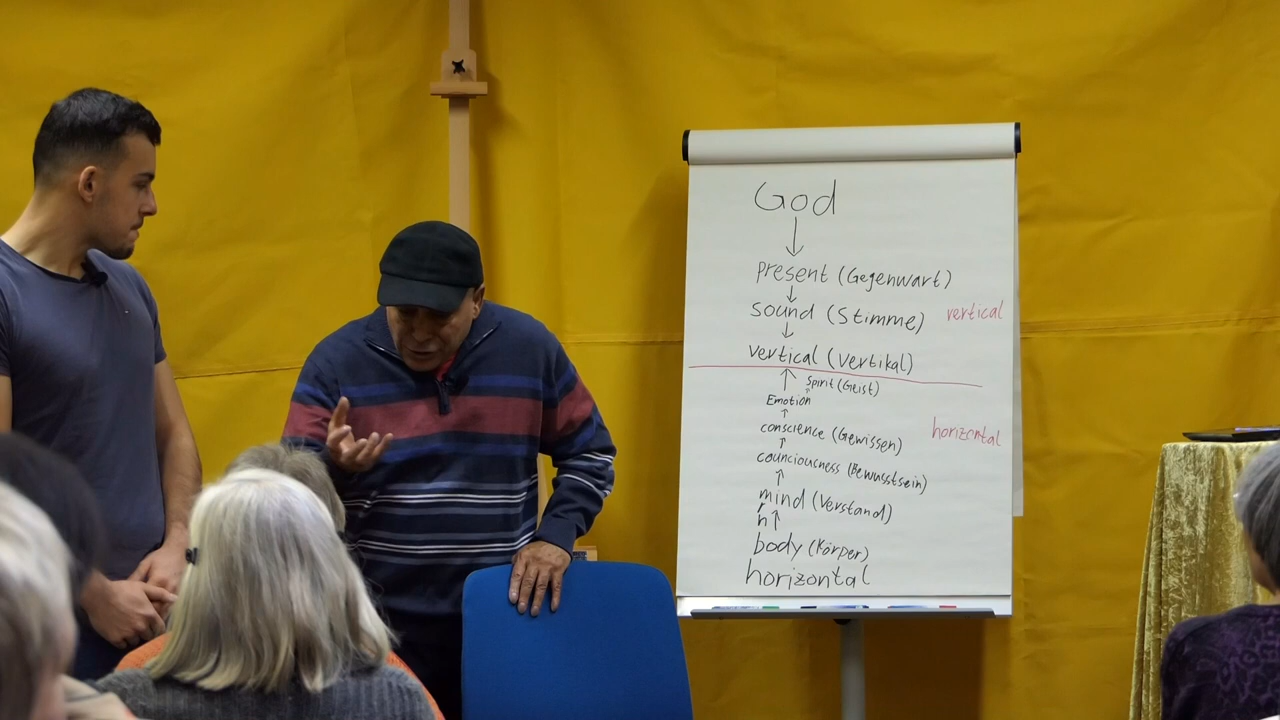 God
↓
present (Gegenwart)
↓
sound (Stimme)
vertical
↓
vertical (Vertikal)
↑ spirit (Geist)
↑
Emotion
↑
conscience (Gewissen)
horizontal
↑
counciousness (Bewusstsein)
↑
mind (Verstand)
↑
body (Körper)
horizontal